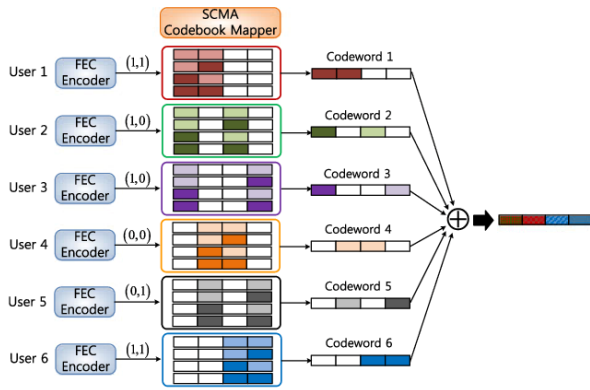 SCMA
Codebook Mapper
User 1
FEC
Encoder
(1,1)
Codeword 1
User 2
FEC
Encoder
(1,0)
Codeword 2
User 3
FEC
Encoder
(1,0)
Codeword 3
User 4
FEC
Encoder
(0,0)
Codeword 4
User 5
FEC
Encoder
(0,1)
Codeword 5
User 6
FEC
Encoder
(1,1)
Codeword 6